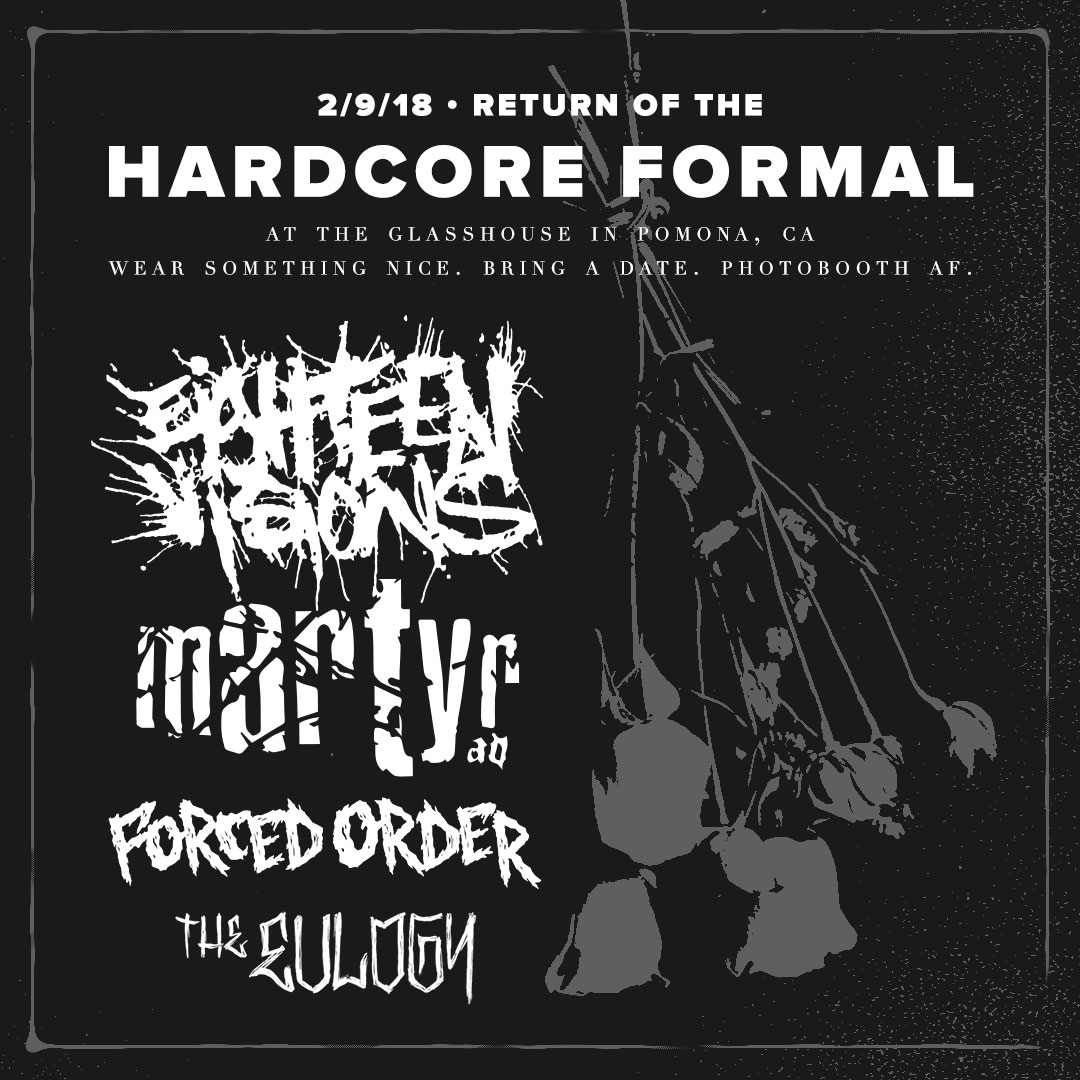 2/9/18 • RETURN OF THE
HARDCORE FORMAL
AT THE GLASSHOUSE IN POMONA, CA
WEAR SOMETHING NICE. BRING A DATE. PHOTOBOOTH AF.
EIGHTEEN
VISIONS
martyr
AD
FORCED ORDER
THE EULOGY